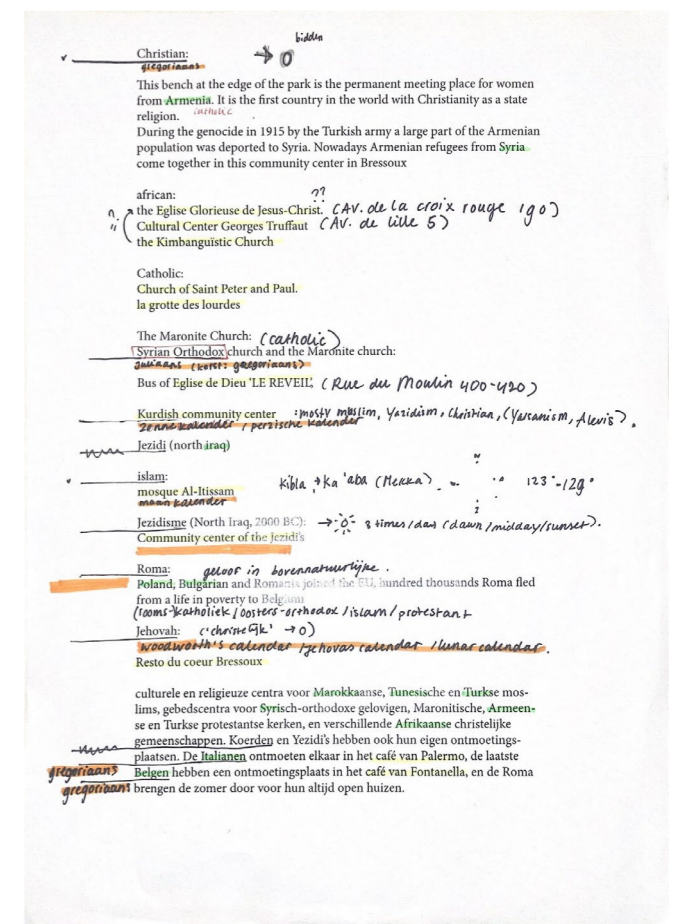 bidden
Christian: → O
gregoriaans
This bench at the edge of the park is the permanent meeting place for women
from Armenia. It is the first country in the world with Christianity as a state
religion. catholic
During the genocide in 1915 by the Turkish army a large part of the Armenian
population was deported to Syria. Nowadays Armenian refugees from Syria
come together in this community center in Bressoux
african: ??
the Eglise Glorieuse de Jesus-Christ. (AV. de la croix rouge 190)
Cultural Center Georges Truffaut (AV. de Lille 5)
the Kimbanguistic Church
Catholic:
Church of Saint Peter and Paul.
la grotte des lourdes
The Maronite Church: (catholic)
Syrian Orthodox church and the Maronite church:
Juliaans (kerst: gregoriaans)
Bus of Eglise de Dieu 'LE REVEIL' (Rue du Moulin 400-420)
Kurdish community center : mosty muslim, Yazidism, Christian, (Yarsanism, Alevis).
zonnekalender / perzische kalender
Jezidi (north iraq)
islam:
mosque Al-Itissam Kibla → Ka'aba (Mekka) 123° - 129°
maan kalender
Jezidisme (North Iraq, 2000 BC): → 3 times/day (dawn/midday/sunset).
Community center of the Jezidi's
Roma: geloof in bovennatuurlijke.
Poland, Bulgarian and Romania joined the EU, hundred thousands Roma fled
from a life in poverty to Belgium
(rooms-katholiek / oosters-orthodox / islam / protestant
Jehovah: ('christelijk' → O)
woodworth's calendar / jehovas calendar / lunar calendar.
Resto du coeur Bressoux
culturele en religieuze centra voor Marokkaanse, Tunesische en Turkse mos-
lims, gebedscentra voor Syrisch-orthodoxe gelovigen, Maronitische, Armeen-
se en Turkse protestantse kerken, en verschillende Afrikaanse christelijke
gemeenschappen. Koerden en Yezidi's hebben ook hun eigen ontmoetings-
plaatsen. De Italianen ontmoeten elkaar in het café van Palermo, de laatste
gregoriaans Belgen hebben een ontmoetingsplaats in het café van Fontanella, en de Roma
gregoriaans brengen de zomer door voor hun altijd open huizen.